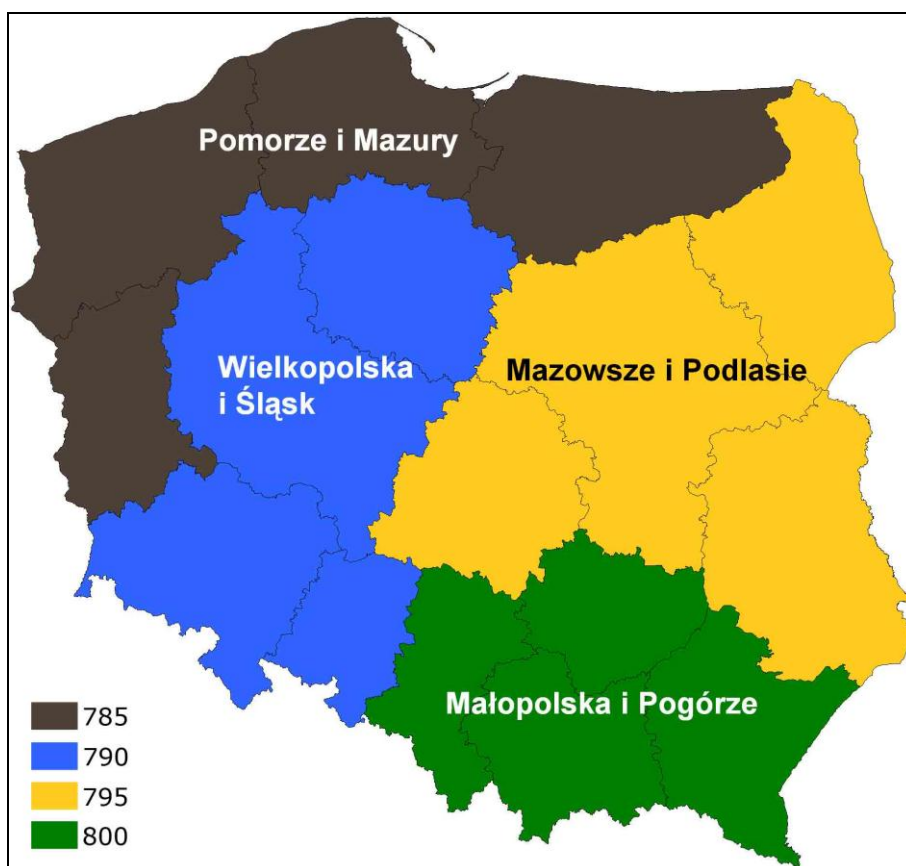 Pomorze i Mazury
Wielkopolska
i Śląsk
Mazowsze i Podlasie
Małopolska i Pogórze
785
790
795
800